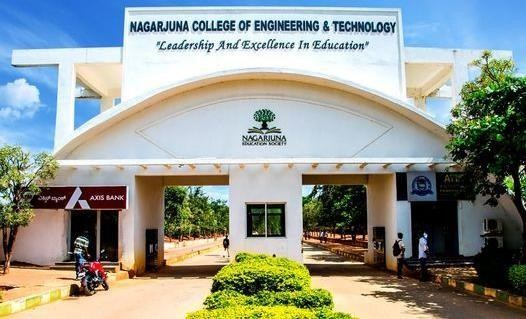 NAGARJUNA COLLEGE OF ENGINEERING & TECHNOLOGY
"Leadership And Excellence In Education"
NAGARJUNA
EDUCATION SOCIETY
AXIS BANK